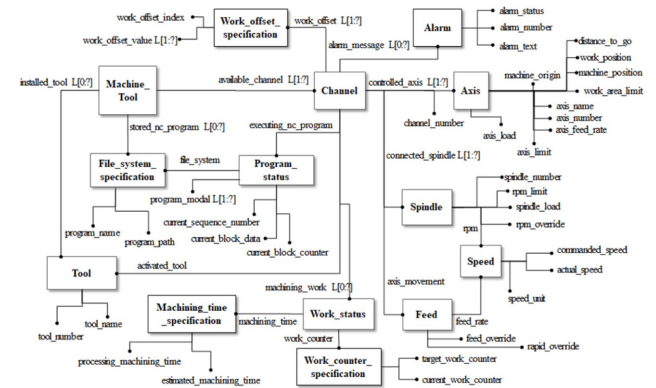 work_offset_index
work_offset_value L[1:?]
Work_offset_
specification
work_offset L[1:?]
alarm_message L[0:?]
Alarm
alarm_status
alarm_number
alarm_text
installed_tool L[0:?]
Machine_
Tool
available_channel L[1:?]
Channel
controlled_axis L[1:?]
channel_number
Axis
axis_load
machine_origin
distance_to_go
work_position
machine_position
work_area_limit
axis_name
axis_number
axis_feed_rate
axis_limit
stored_nc_program L[0:?]
executing_nc_program
connected_spindle L[1:?]
File_system_
specification
file_system
Program_
status
program_name
program_path
program_modal L[1:?]
current_sequence_number
current_block_data
current_block_counter
Spindle
spindle_number
rpm_limit
spindle_load
rpm_override
rpm
Speed
commanded_speed
actual_speed
speed_unit
Tool
activated_tool
tool_number
tool_name
machining_work L[0:?]
axis_movement
Machining_time
_specification
machining_time
Work_status
work_counter
Feed
feed_rate
feed_override
rapid_override
processing_machining_time
estimated_machining_time
Work_counter_
specification
target_work_counter
current_work_counter